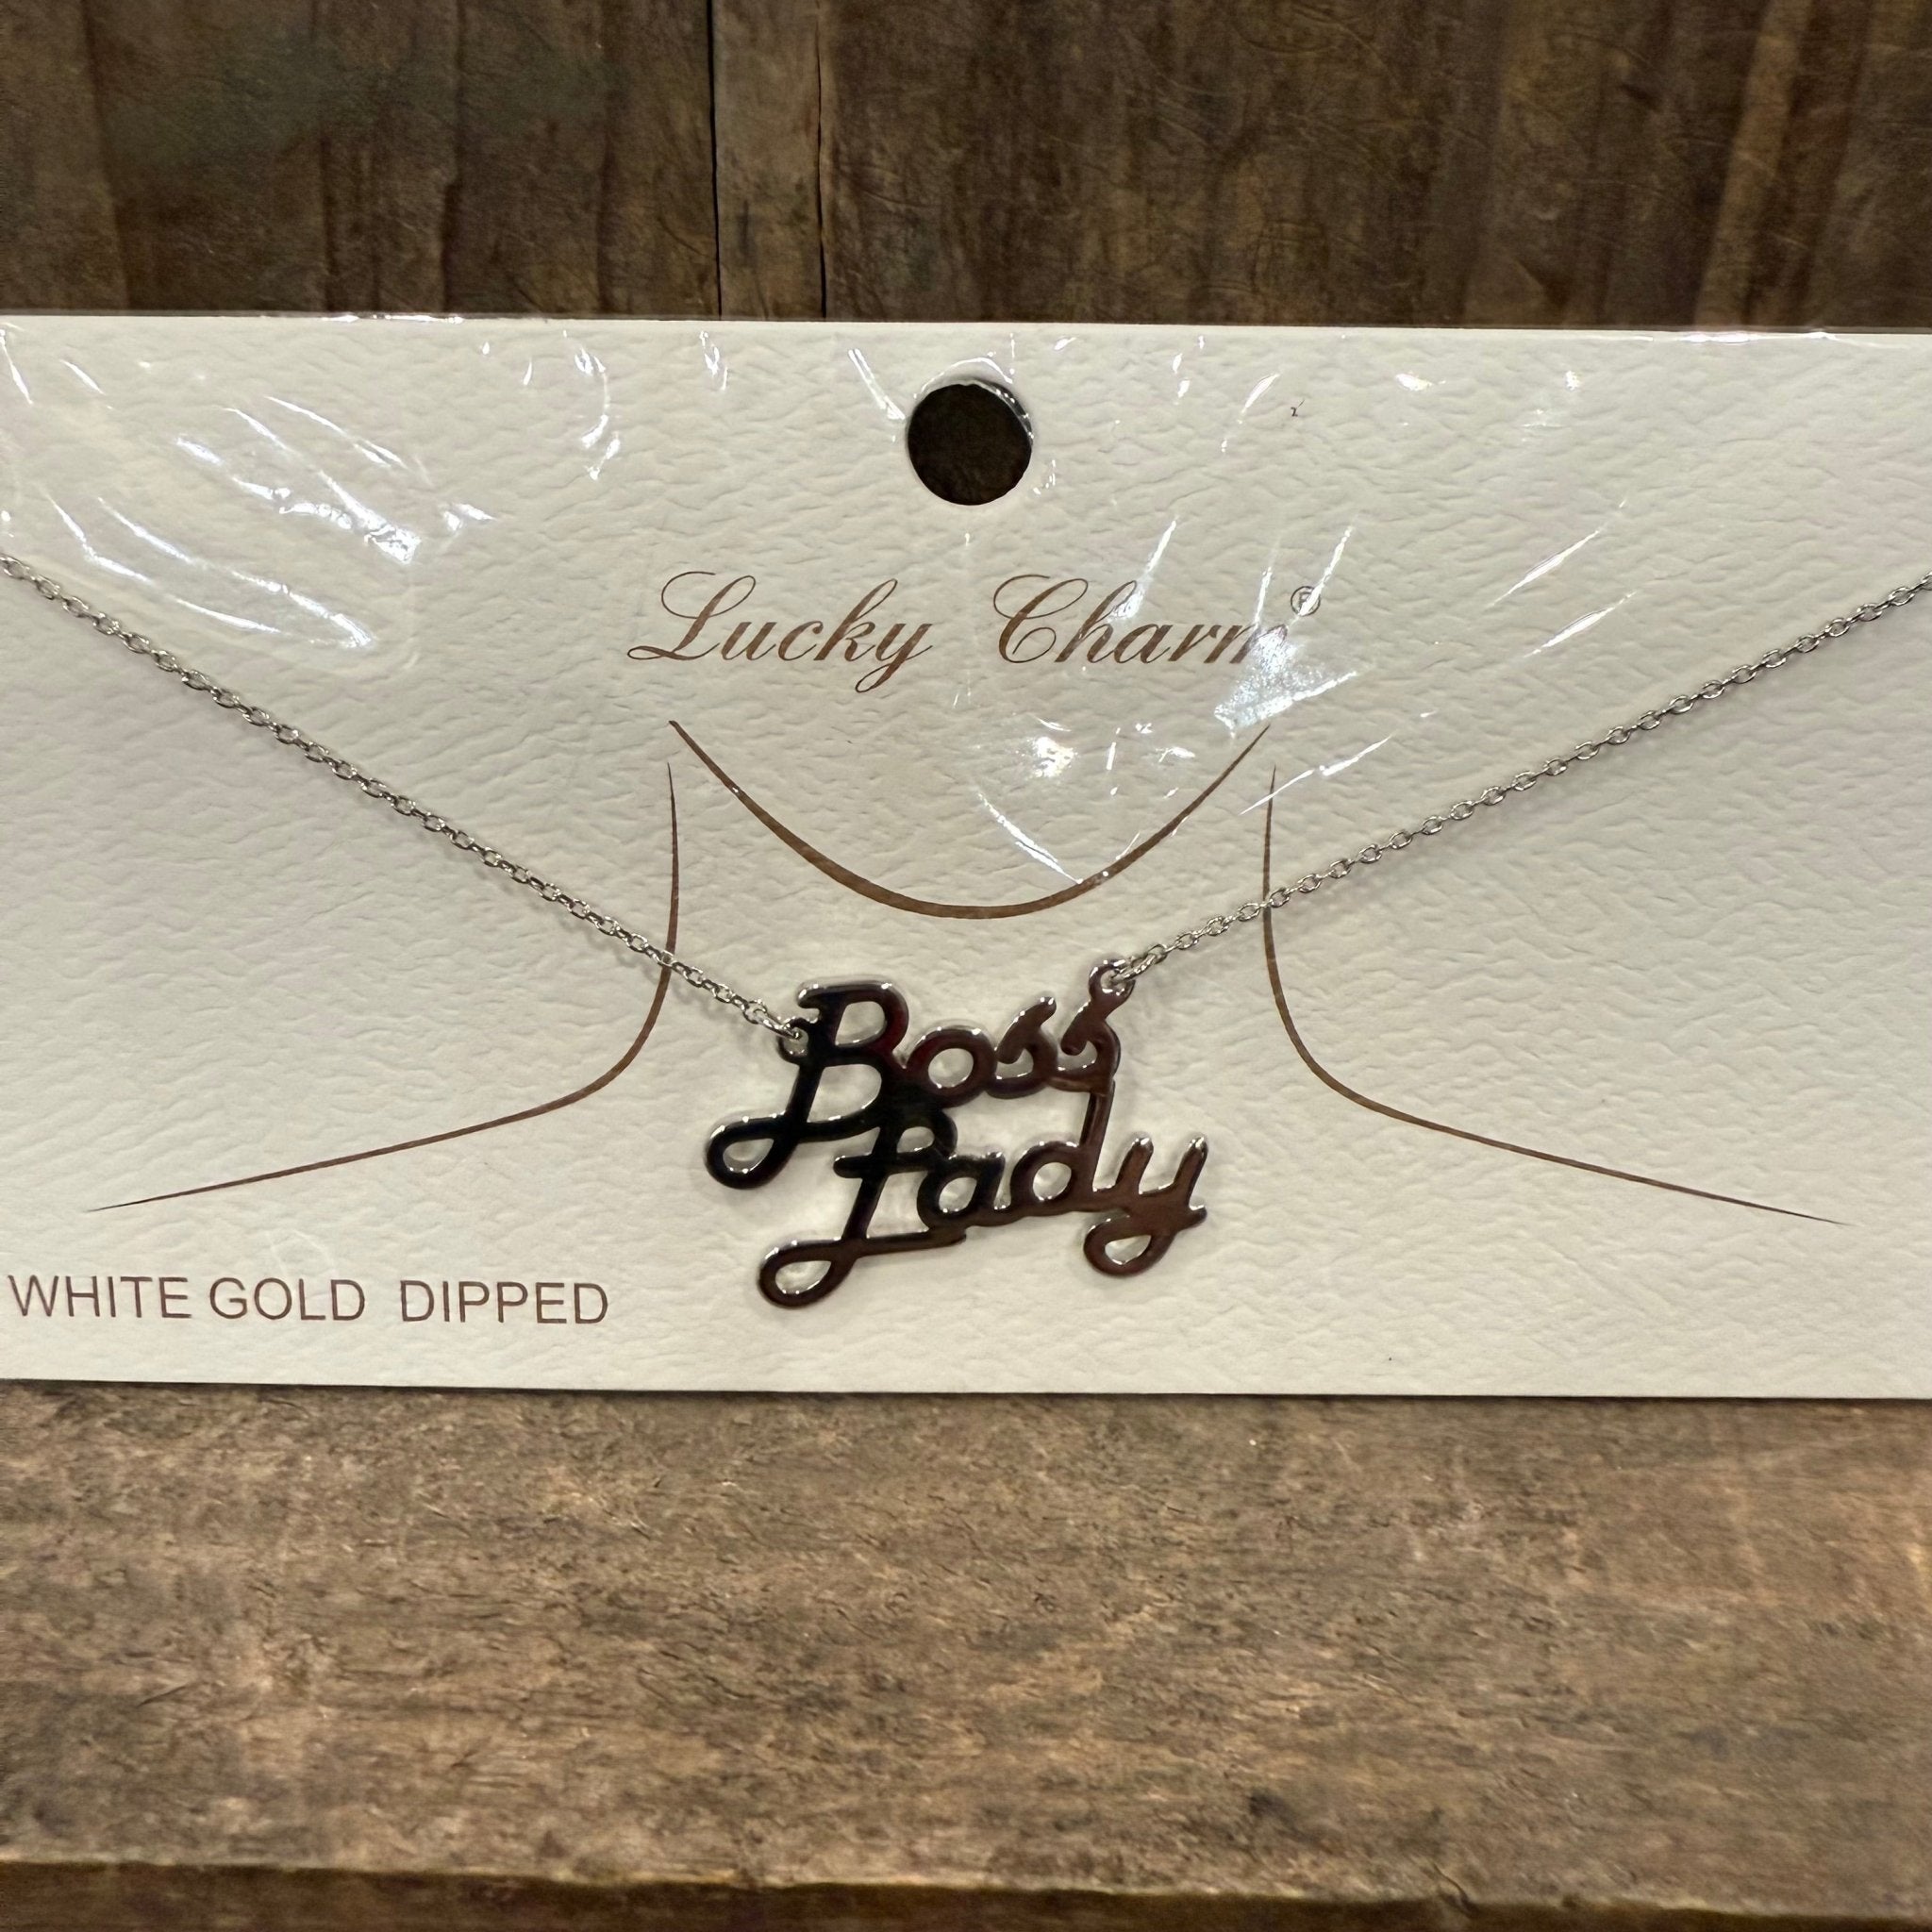 Lucky Charm®
Boss
Lady
WHITE GOLD DIPPED